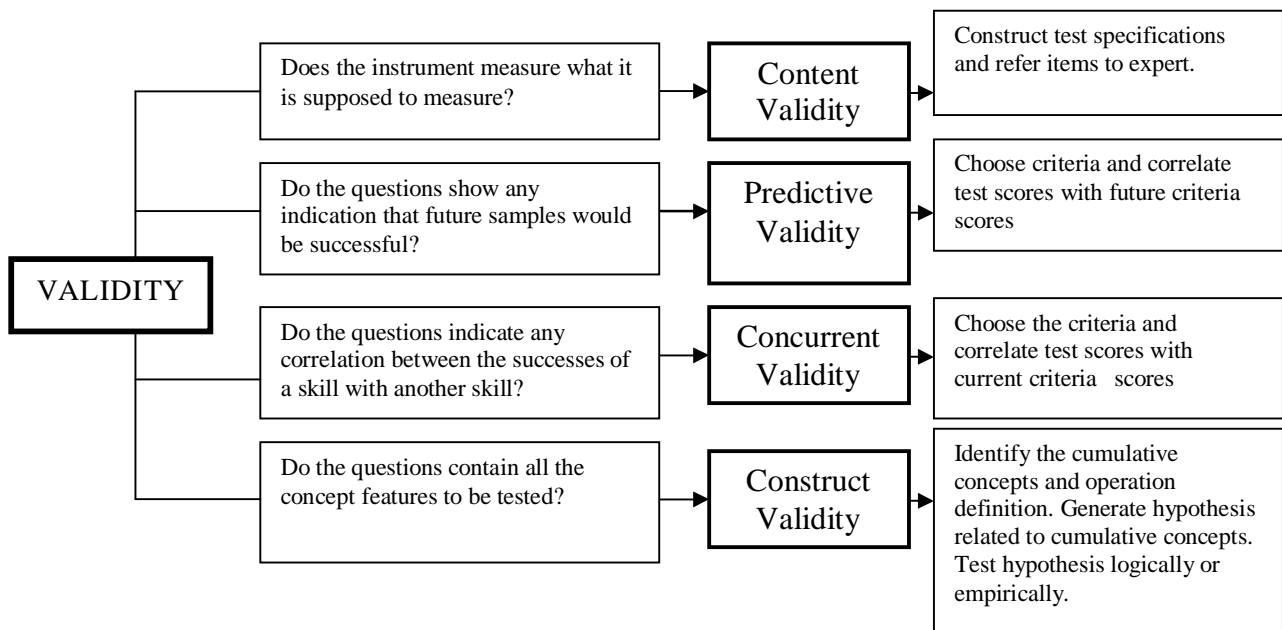 VALIDITY
Does the instrument measure what it
is supposed to measure?
Content
Validity
Construct test specifications
and refer items to expert.
Do the questions show any
indication that future samples would
be successful?
Predictive
Validity
Choose criteria and correlate
test scores with future criteria
scores
Do the questions indicate any
correlation between the successes of
a skill with another skill?
Concurrent
Validity
Choose the criteria and
correlate test scores with
current criteria scores
Do the questions contain all the
concept features to be tested?
Construct
Validity
Identify the cumulative
concepts and operation
definition. Generate hypothesis
related to cumulative concepts.
Test hypothesis logically or
empirically.